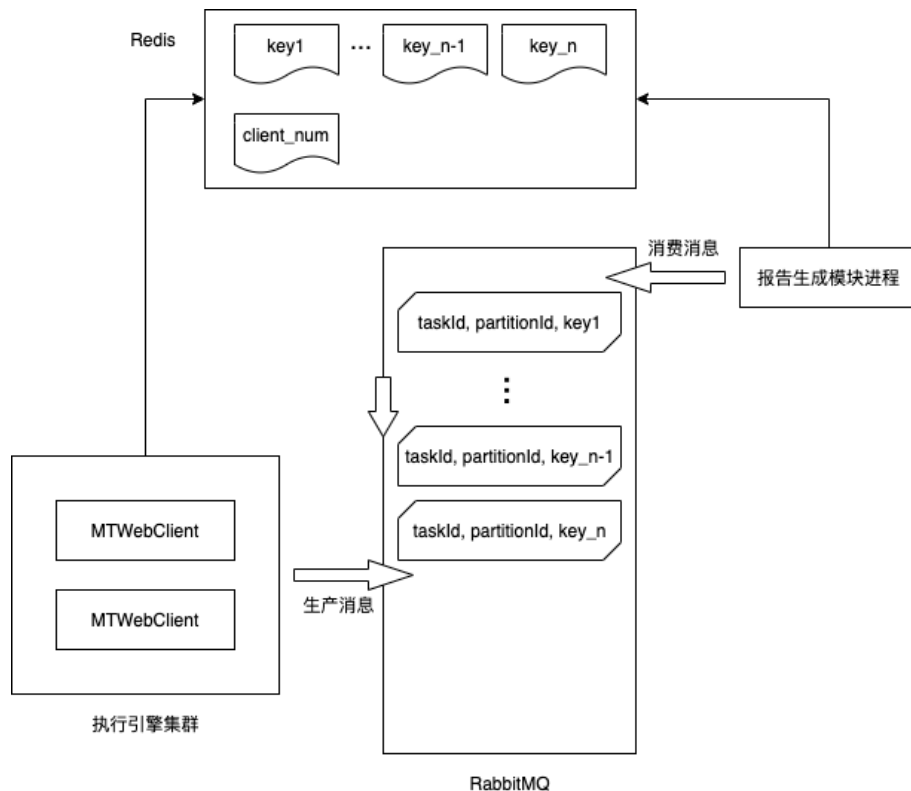 Redis
key1
...
key_n-1
key_n
client_num
消费消息
报告生成模块进程
taskId, partitionId, key1
taskId, partitionId, key_n-1
taskId, partitionId, key_n
MTWebClient
MTWebClient
生产消息
执行引擎集群
RabbitMQ